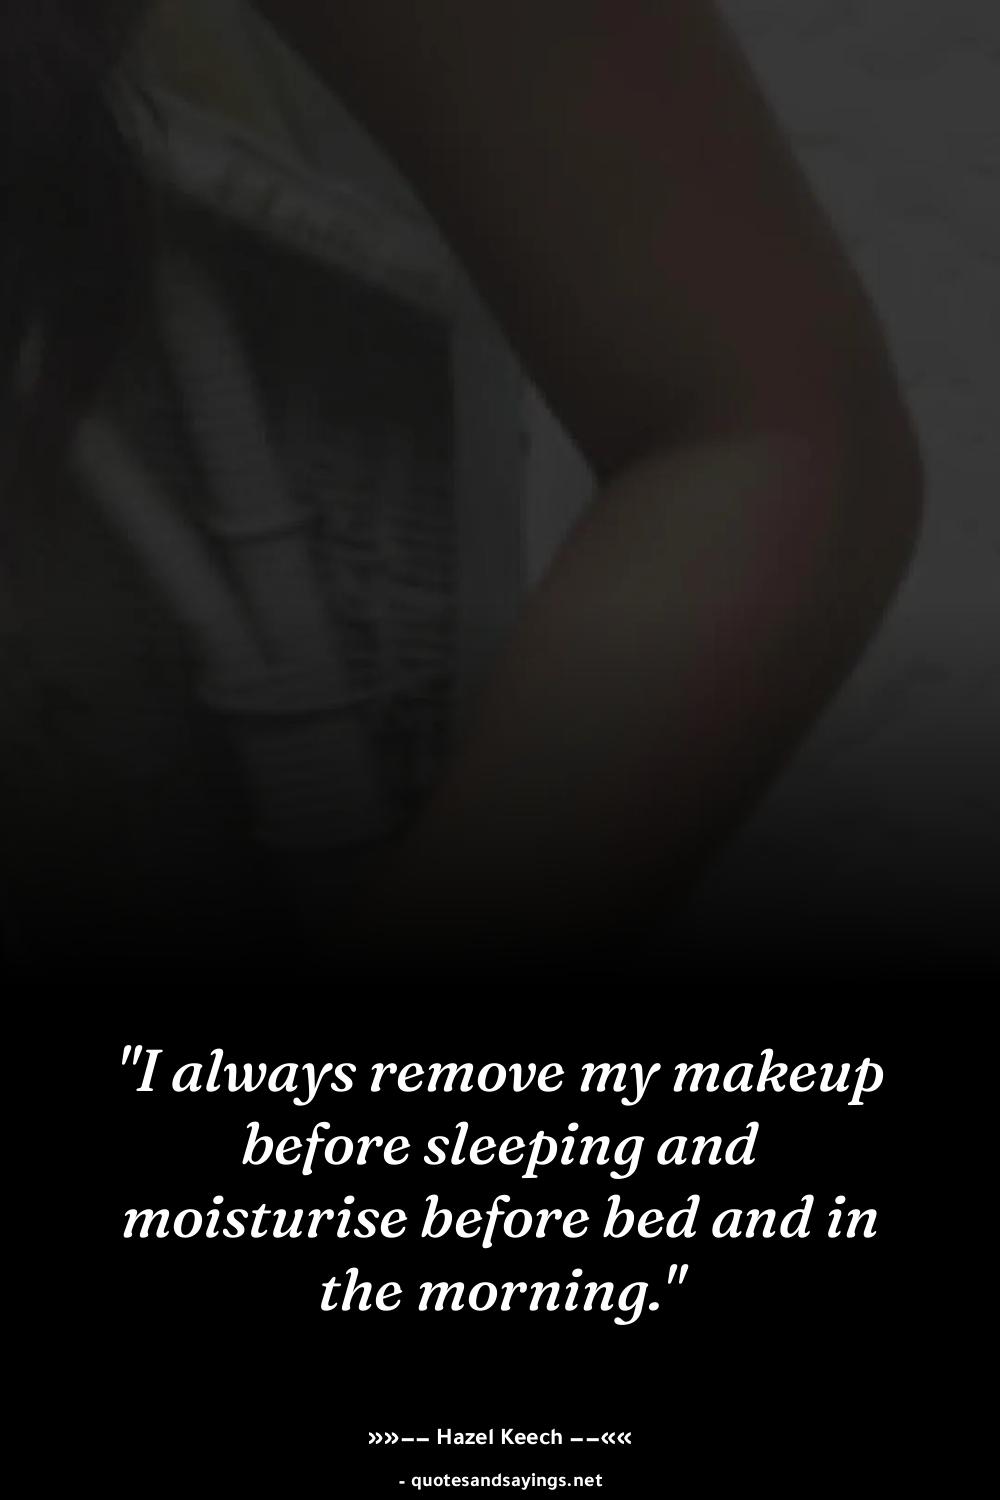 "I always remove my makeup
before sleeping and
moisturise before bed and in
the morning."
»»−− Hazel Keech −−««
- quotesandsayings.net